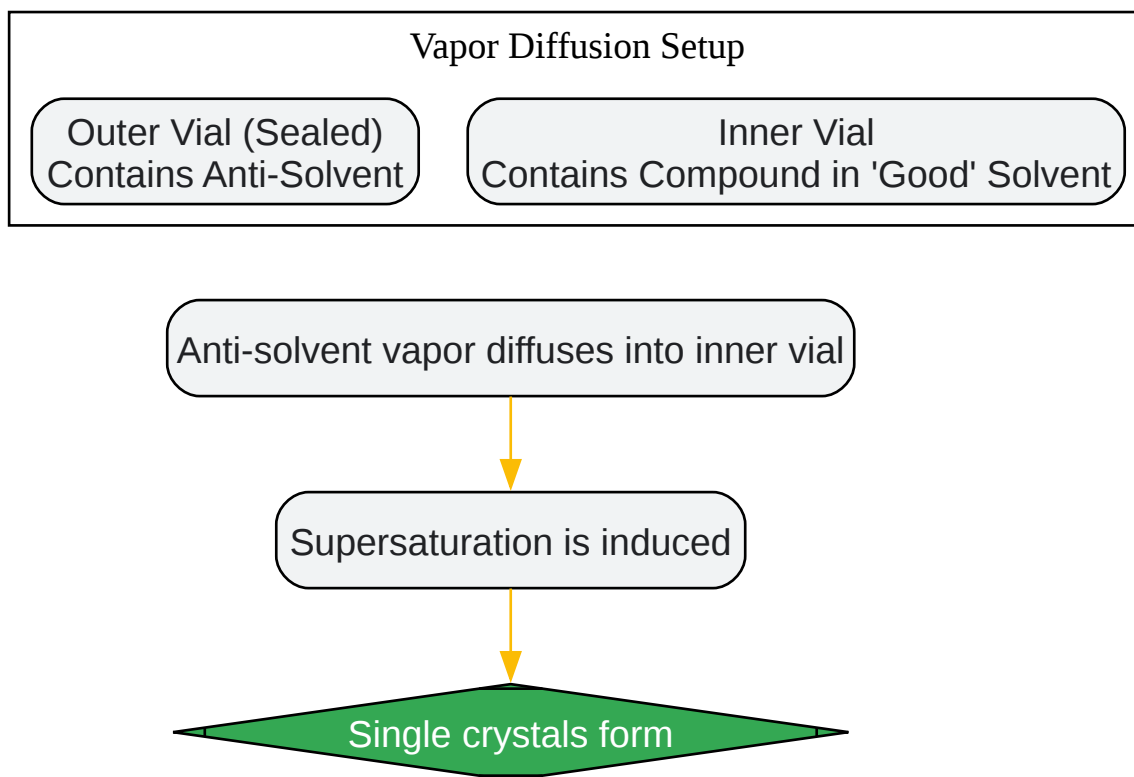 Vapor Diffusion Setup
Outer Vial (Sealed)
Contains Anti-Solvent
Inner Vial
Contains Compound in 'Good' Solvent
Anti-solvent vapor diffuses into inner vial
Supersaturation is induced
Single crystals form